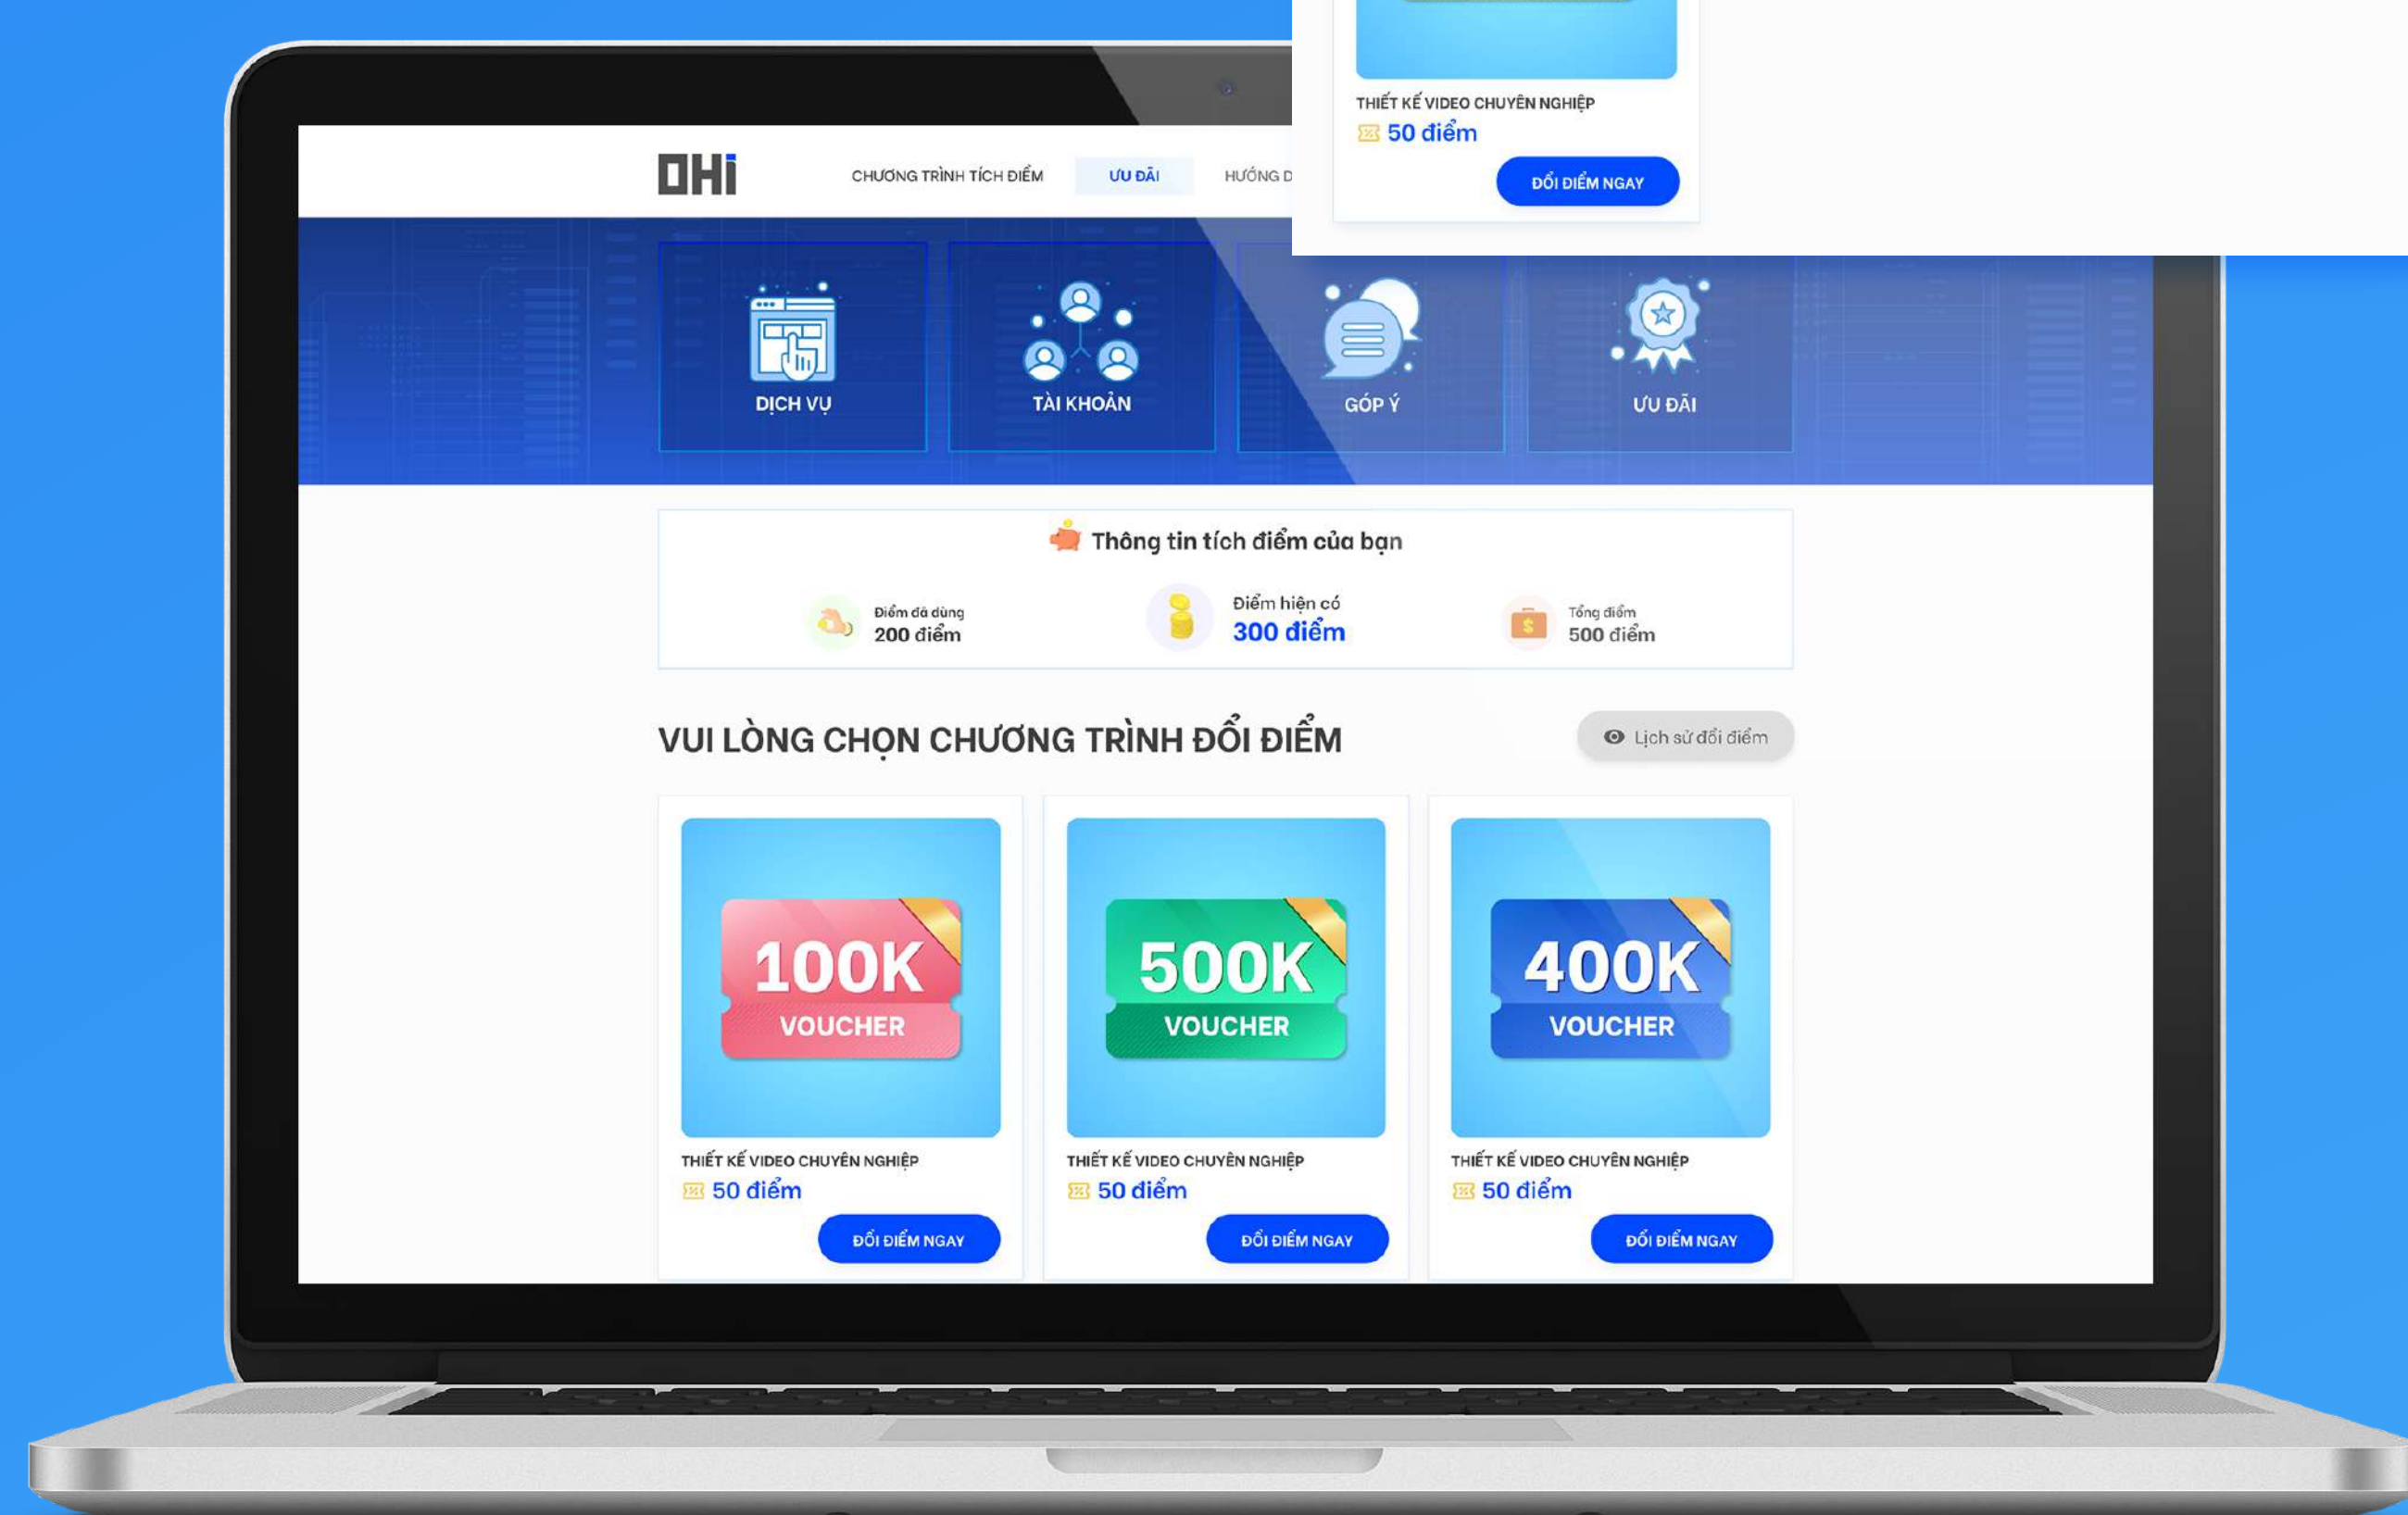 THIẾT KẾ VIDEO CHUYÊN NGHIỆP
50 điểm
ĐỔI ĐIỂM NGAY
OHi
CHƯƠNG TRÌNH TÍCH ĐIỂM ƯU ĐÃI HƯỚNG D
DỊCH VỤ TÀI KHOẢN GÓP Ý ƯU ĐÃI
Thông tin tích điểm của bạn
Điểm đã dùng
200 điểm
Điểm hiện có
300 điểm
Tổng điểm
500 điểm
VUI LÒNG CHỌN CHƯƠNG TRÌNH ĐỔI ĐIỂM
Lịch sử đổi điểm
100K
VOUCHER
THIẾT KẾ VIDEO CHUYÊN NGHIỆP
50 điểm
ĐỔI ĐIỂM NGAY
500K
VOUCHER
THIẾT KẾ VIDEO CHUYÊN NGHIỆP
50 điểm
ĐỔI ĐIỂM NGAY
400K
VOUCHER
THIẾT KẾ VIDEO CHUYÊN NGHIỆP
50 điểm
ĐỔI ĐIỂM NGAY